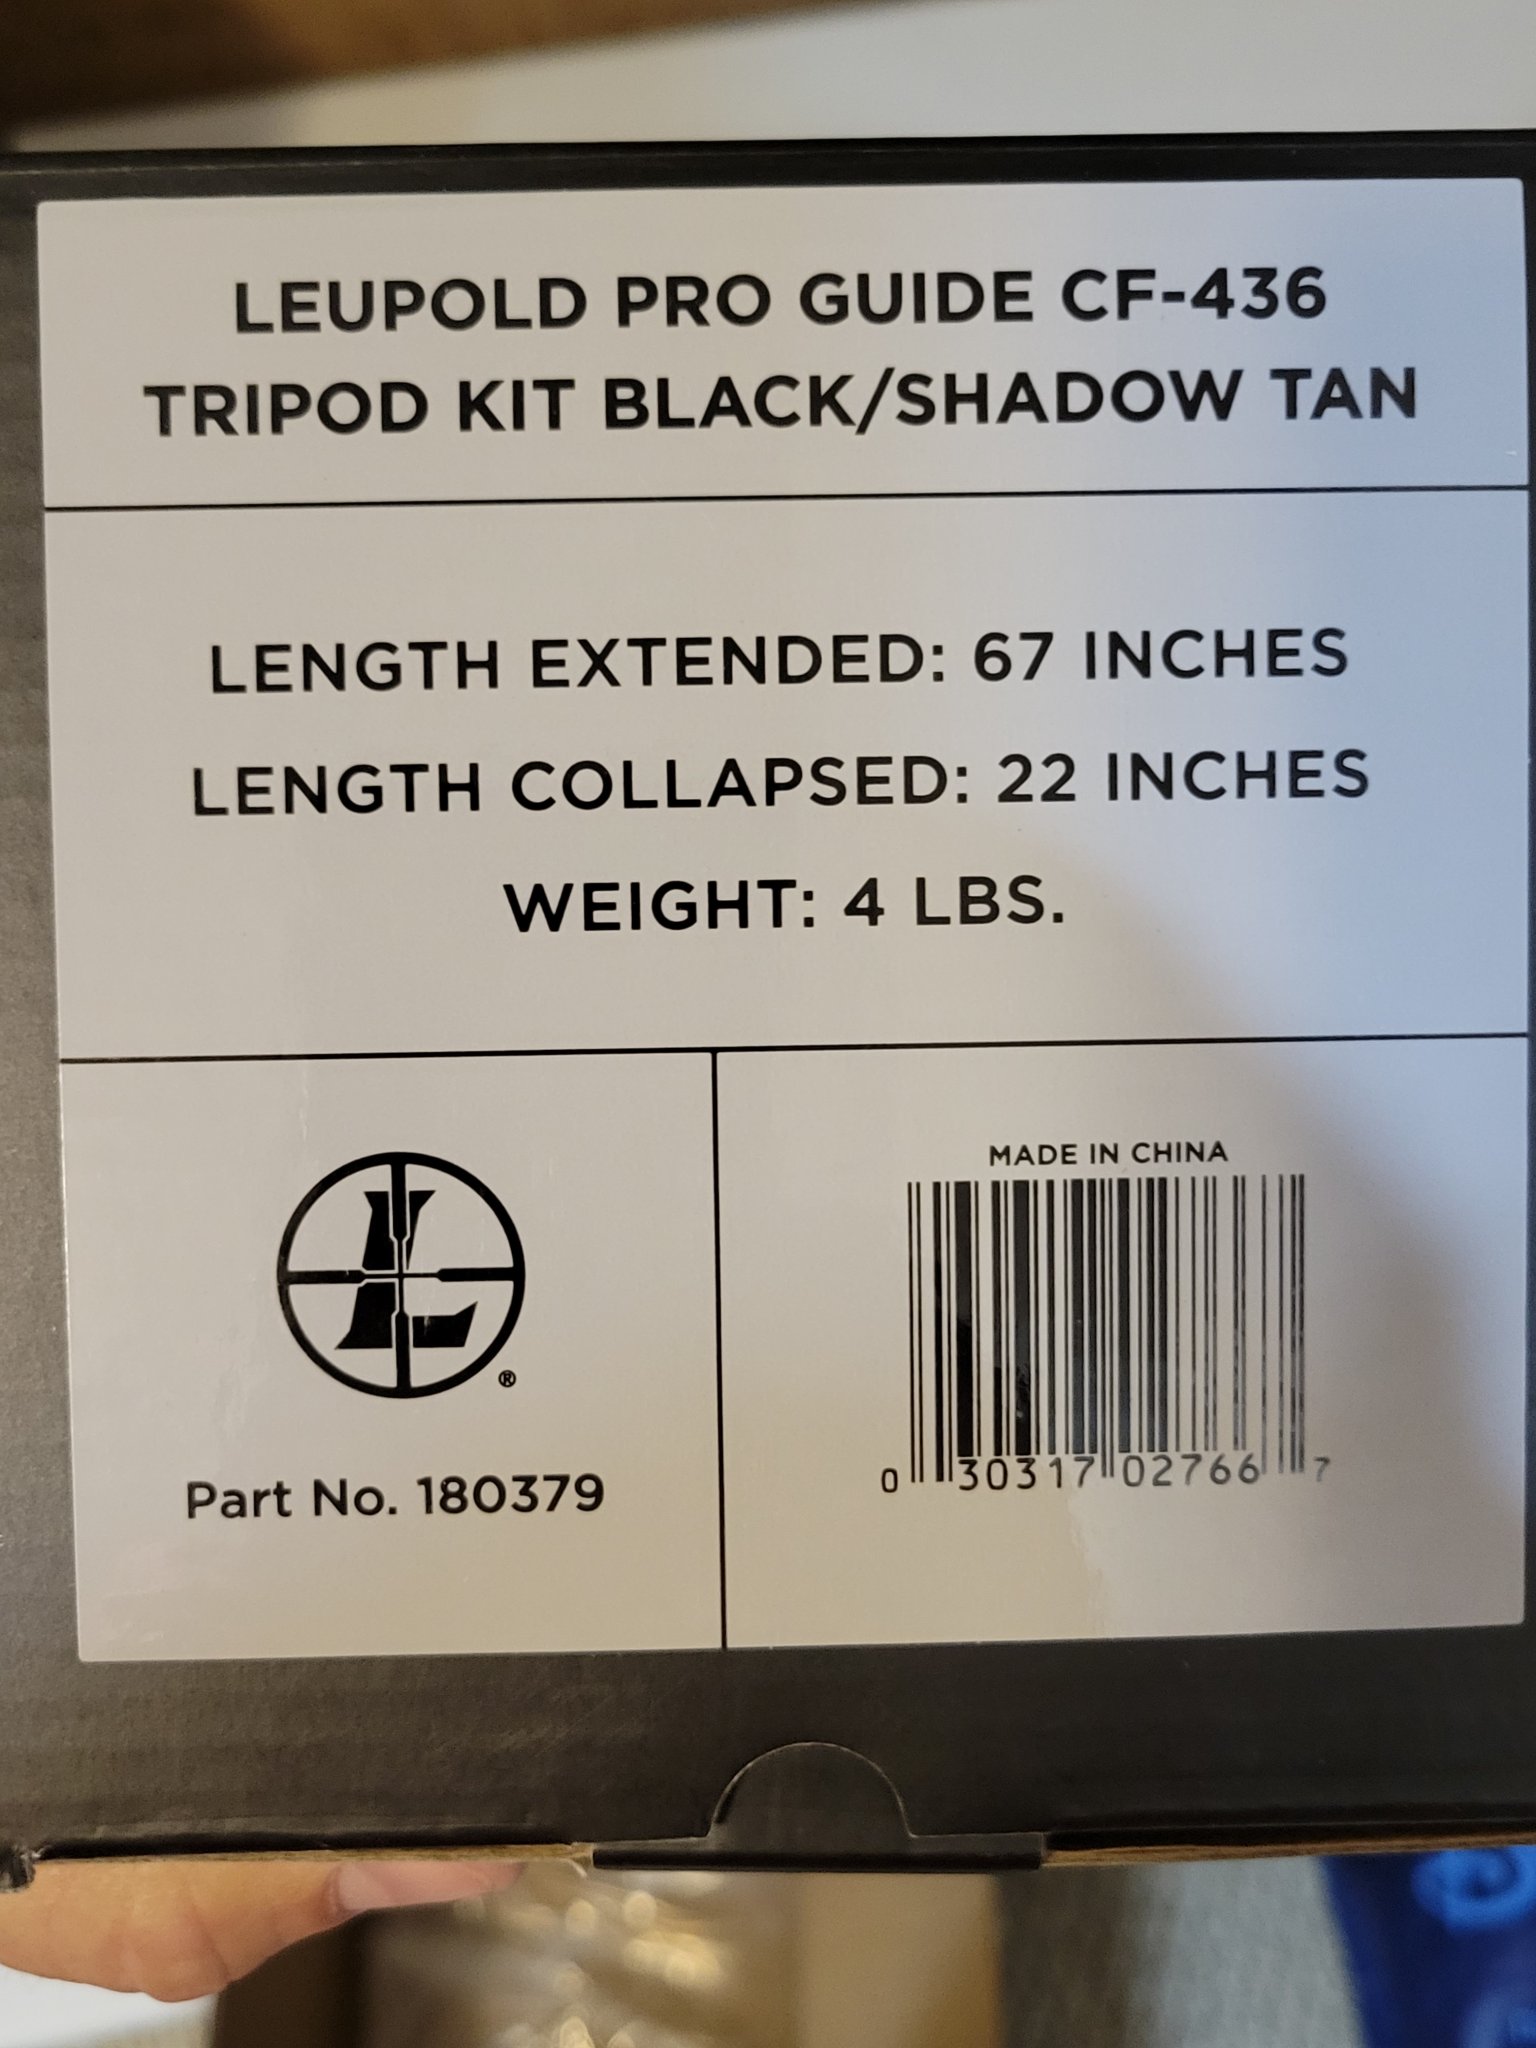 LEUPOLD PRO GUIDE CF-436
TRIPOD KIT BLACK/SHADOW TAN
LENGTH EXTENDED: 67 INCHES
LENGTH COLLAPSED: 22 INCHES
WEIGHT: 4 LBS.
L
®
Part No. 180379
MADE IN CHINA
0 30317 02766 7